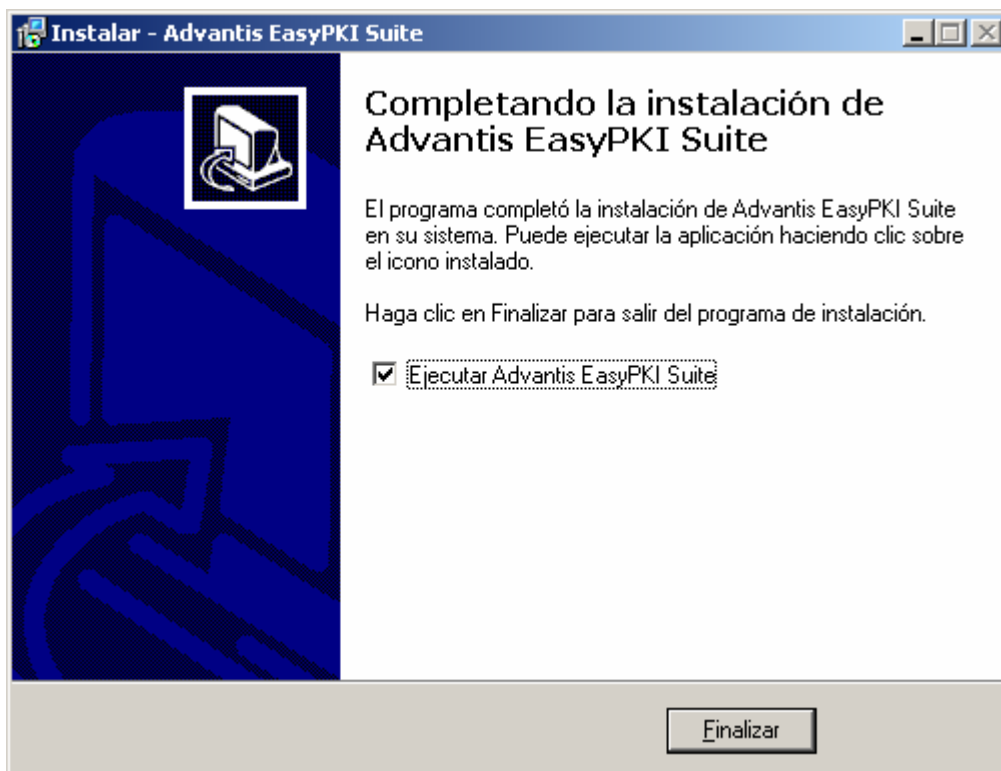 Instalar - Advantis EasyPKI Suite
Completando la instalación de
Advantis EasyPKI Suite
El programa completó la instalación de Advantis EasyPKI Suite
en su sistema. Puede ejecutar la aplicación haciendo clic sobre
el icono instalado.
Haga clic en Finalizar para salir del programa de instalación.
Ejecutar Advantis EasyPKI Suite
Finalizar